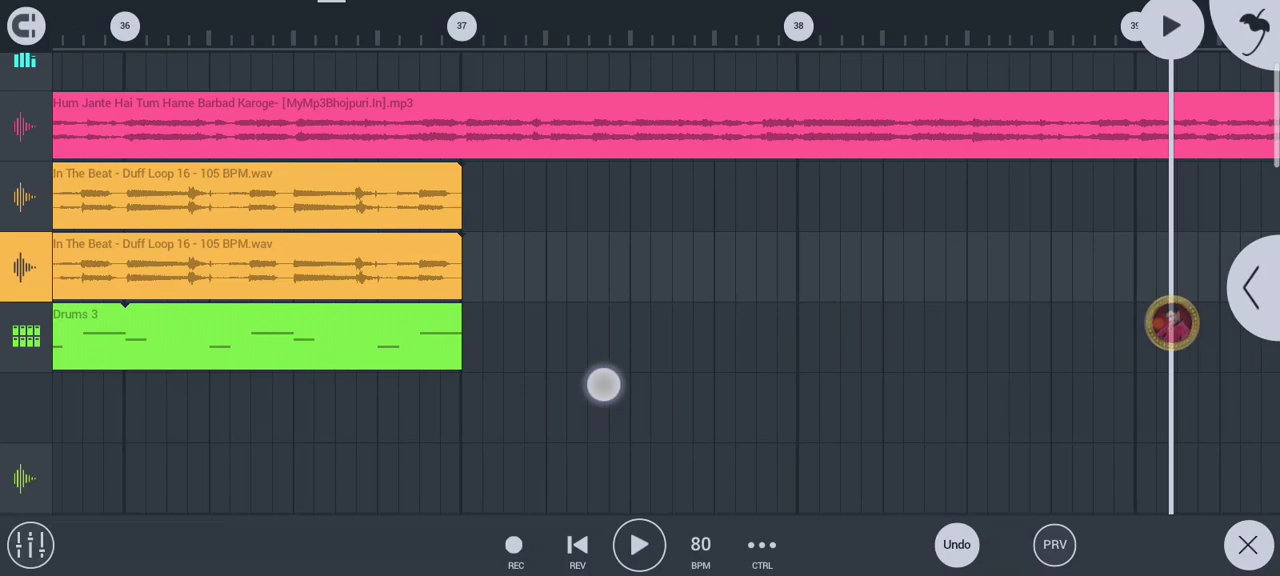 36
37
38
39
Hum Jante Hai Tum Hame Barbad Karoge- [MyMp3Bhojpuri.In].mp3
In The Beat - Duff Loop 16 - 105 BPM.wav
In The Beat - Duff Loop 16 - 105 BPM.wav
Drums 3
80
Undo
PRV
REC
REV
BPM
CTRL